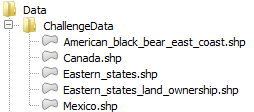 Data
ChallengeData
American_black_bear_east_coast.shp
Canada.shp
Eastern_states.shp
Eastern_states_land_ownership.shp
Mexico.shp